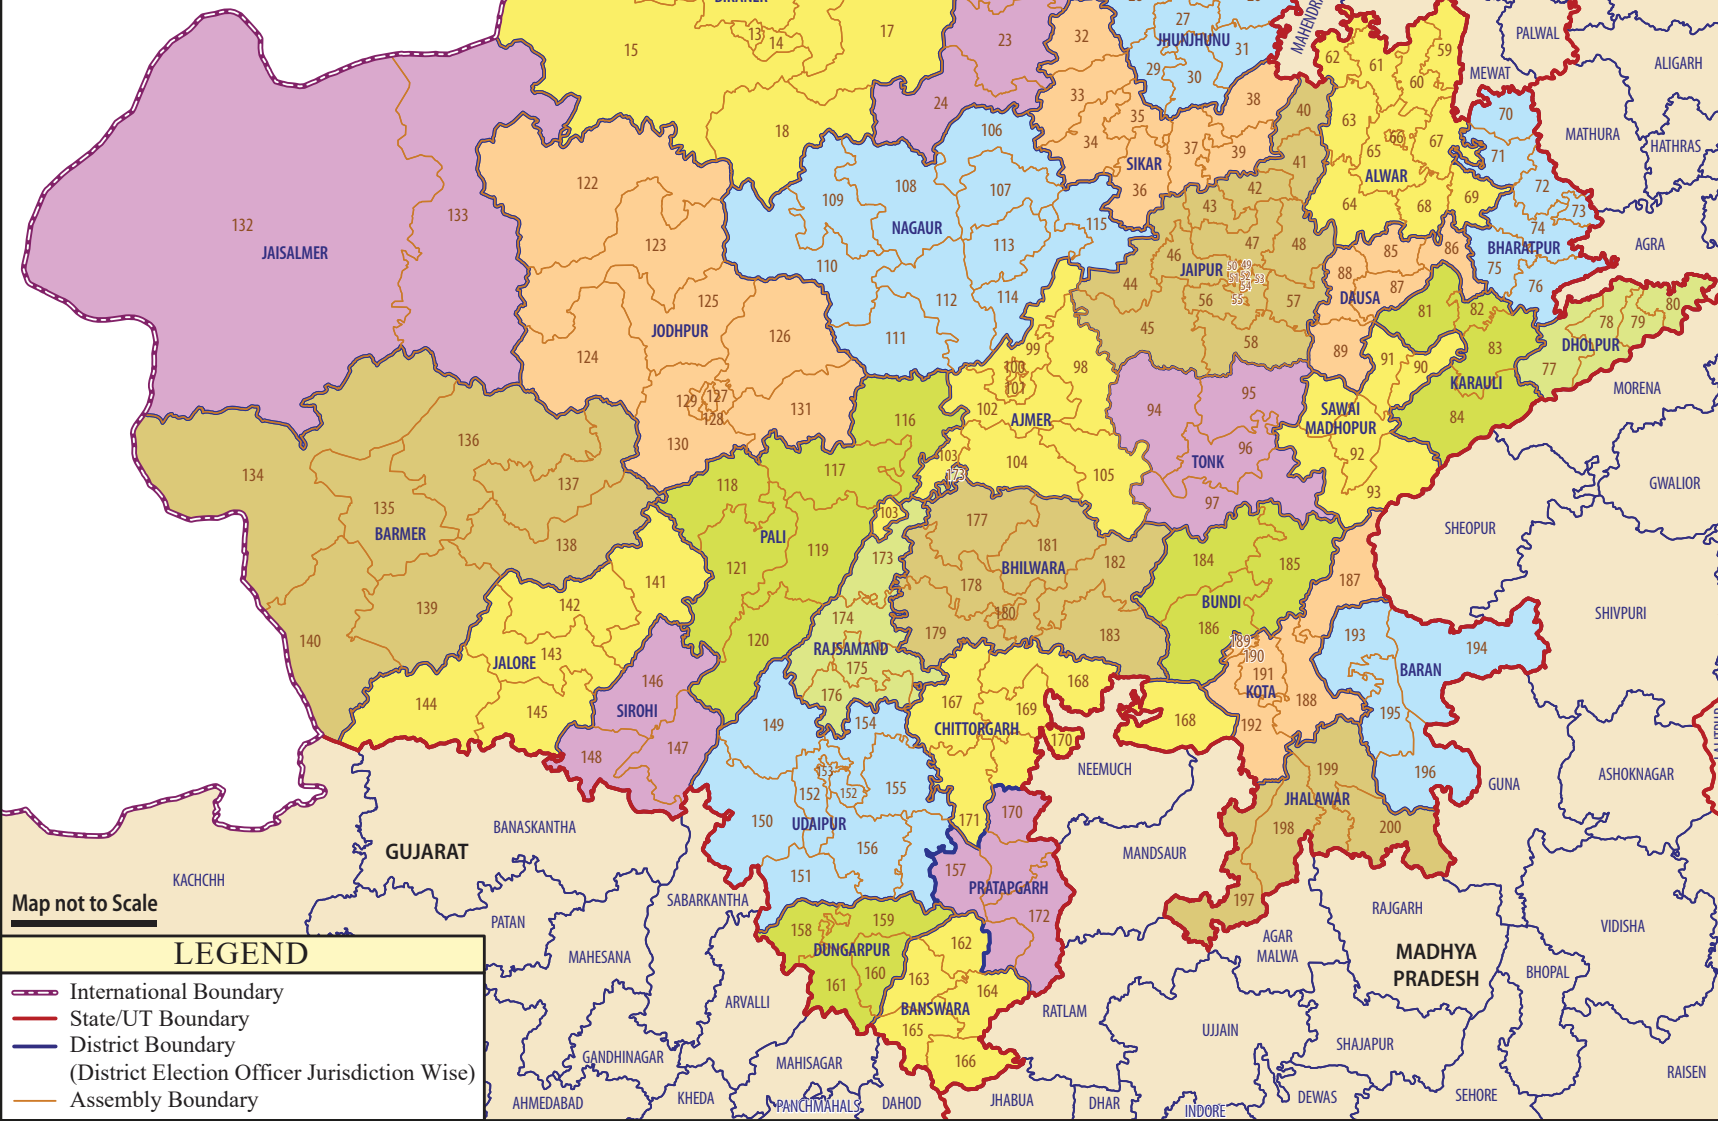 15
13
14
17
18
23
24
32
33
34
35
36
37
38
39
SIKAR
27
JHUNJHUNU
29
30
31
MAHENDR
62
61
60
59
63
66
67
65
ALWAR
64
68
69
PALWAL
MEWAT
ALIGARH
MATHURA
HATHRAS
AGRA
70
71
72
73
74
BHARATPUR
75
76
40
41
42
43
46
47
48
JAIPUR
50
49
52
53
54
55
44
56
57
45
58
85
86
88
87
DAUSA
89
81
82
83
KARAULI
84
78
79
80
DHOLPUR
77
MORENA
91
90
SAWAI
MADHOPUR
92
93
GWALIOR
SHEOPUR
SHIVPURI
132
133
JAISALMER
122
123
125
JODHPUR
126
124
129
127
128
131
130
106
109
108
107
NAGAUR
115
113
110
112
114
111
99
98
100
101
102
AJMER
103
104
105
173
103
94
95
TONK
96
97
134
136
137
135
BARMER
138
139
140
116
117
118
PALI
119
121
120
141
142
JALORE
143
144
145
146
SIROHI
147
148
173
174
RAJSAMAND
175
176
177
181
BHILWARA
182
178
180
179
183
184
185
BUNDI
186
187
189
190
191
KOTA
188
192
193
194
BARAN
195
196
149
154
153
152
152
155
150
UDAIPUR
156
151
167
168
169
CHITTORGARH
170
168
171
170
157
PRATAPGARH
172
199
JHALAWAR
198
200
197
158
159
DUNGARPUR
160
161
162
163
164
BANSWARA
165
166
NEEMUCH
MANDSAUR
GUNA
ASHOKNAGAR
RAJGARH
VIDISHA
AGAR
MALWA
MADHYA
PRADESH
BHOPAL
RATLAM
UJJAIN
SHAJAPUR
RAISEN
SEHORE
DEWAS
INDORE
DHAR
JHABUA
DAHOD
PANCHMAHALS
MAHISAGAR
KHEDA
AHMEDABAD
GANDHINAGAR
ARVALLI
MAHESANA
SABARKANTHA
PATAN
BANASKANTHA
GUJARAT
KACHCHH
Map not to Scale
LEGEND
International Boundary
State/UT Boundary
District Boundary
(District Election Officer Jurisdiction Wise)
Assembly Boundary